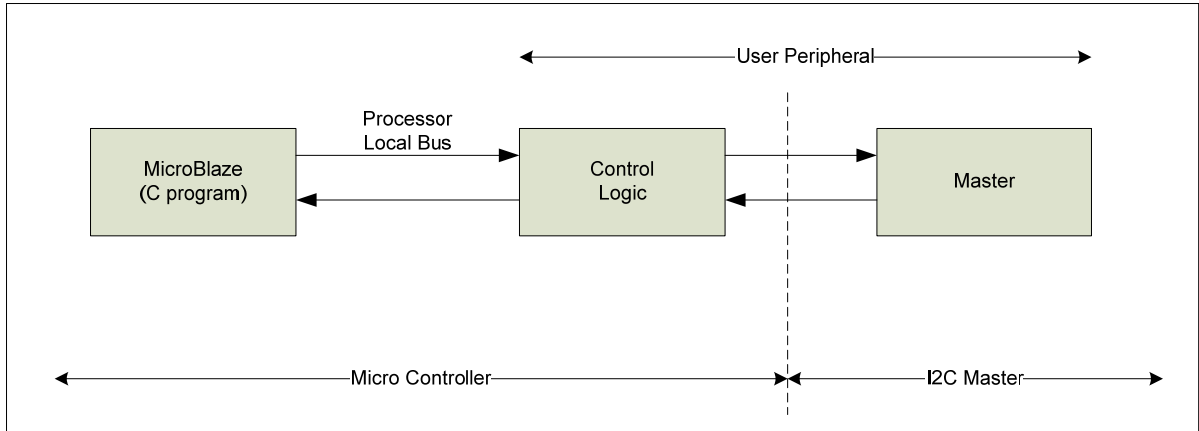 User Peripheral
Processor
Local Bus
MicroBlaze
(C program)
Control
Logic
Master
Micro Controller
I2C Master